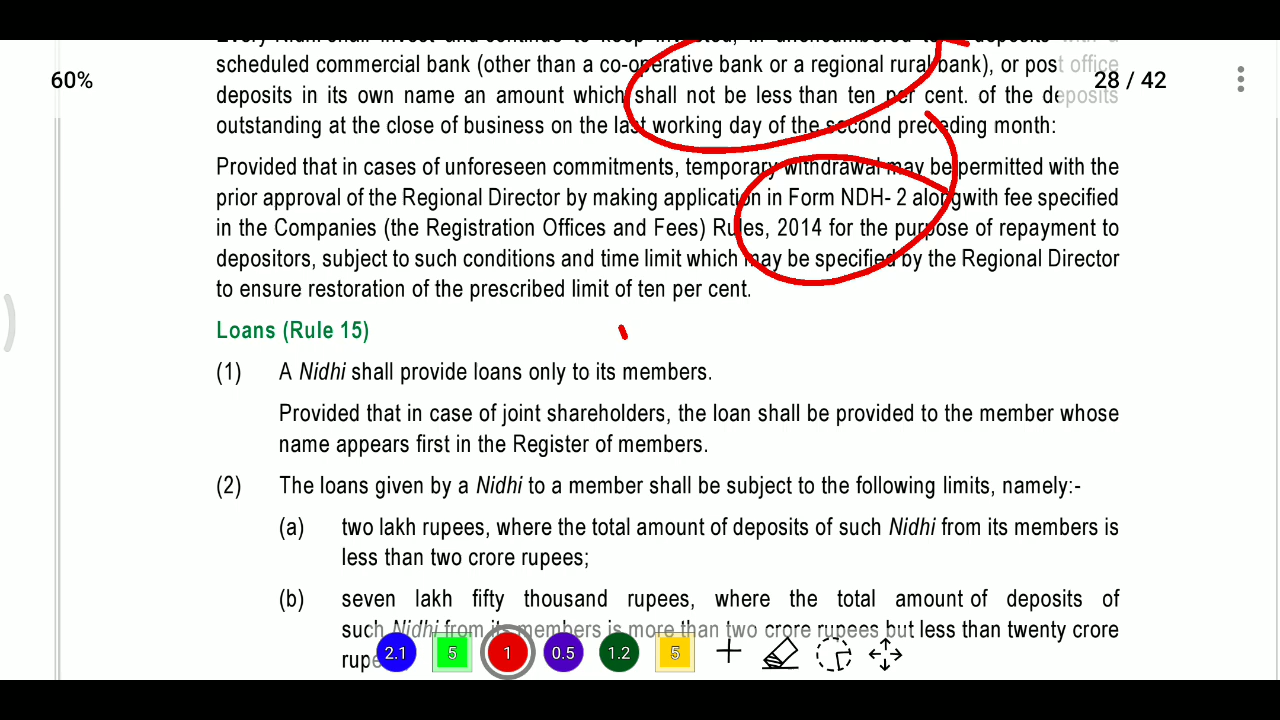 60%
28 / 42
scheduled commercial bank (other than a co-operative bank or a regional rural bank), or post office
deposits in its own name an amount which shall not be less than ten per cent. of the deposits
outstanding at the close of business on the last working day of the second preceding month:
Provided that in cases of unforeseen commitments, temporary withdrawal may be permitted with the
prior approval of the Regional Director by making application in Form NDH- 2 alongwith fee specified
in the Companies (the Registration Offices and Fees) Rules, 2014 for the purpose of repayment to
depositors, subject to such conditions and time limit which may be specified by the Regional Director
to ensure restoration of the prescribed limit of ten per cent.
Loans (Rule 15)
(1) A Nidhi shall provide loans only to its members.
Provided that in case of joint shareholders, the loan shall be provided to the member whose
name appears first in the Register of members.
(2) The loans given by a Nidhi to a member shall be subject to the following limits, namely:-
(a) two lakh rupees, where the total amount of deposits of such Nidhi from its members is
less than two crore rupees;
(b) seven lakh fifty thousand rupees, where the total amount of deposits of
such Nidhi from its members is more than two crore rupees but less than twenty crore
2.1 5 1 0.5 1.2 5